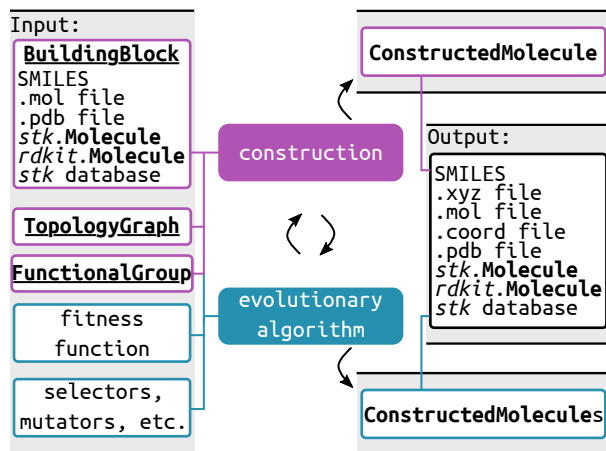 Input:
BuildingBlock
SMILES
.mol file
.pdb file
stk.Molecule
rdkit.Molecule
stk database
TopologyGraph
FunctionalGroup
fitness
function
selectors,
mutators, etc.
construction
evolutionary
algorithm
ConstructedMolecule
Output:
SMILES
.xyz file
.mol file
.coord file
.pdb file
stk.Molecule
rdkit.Molecule
stk database
ConstructedMolecules